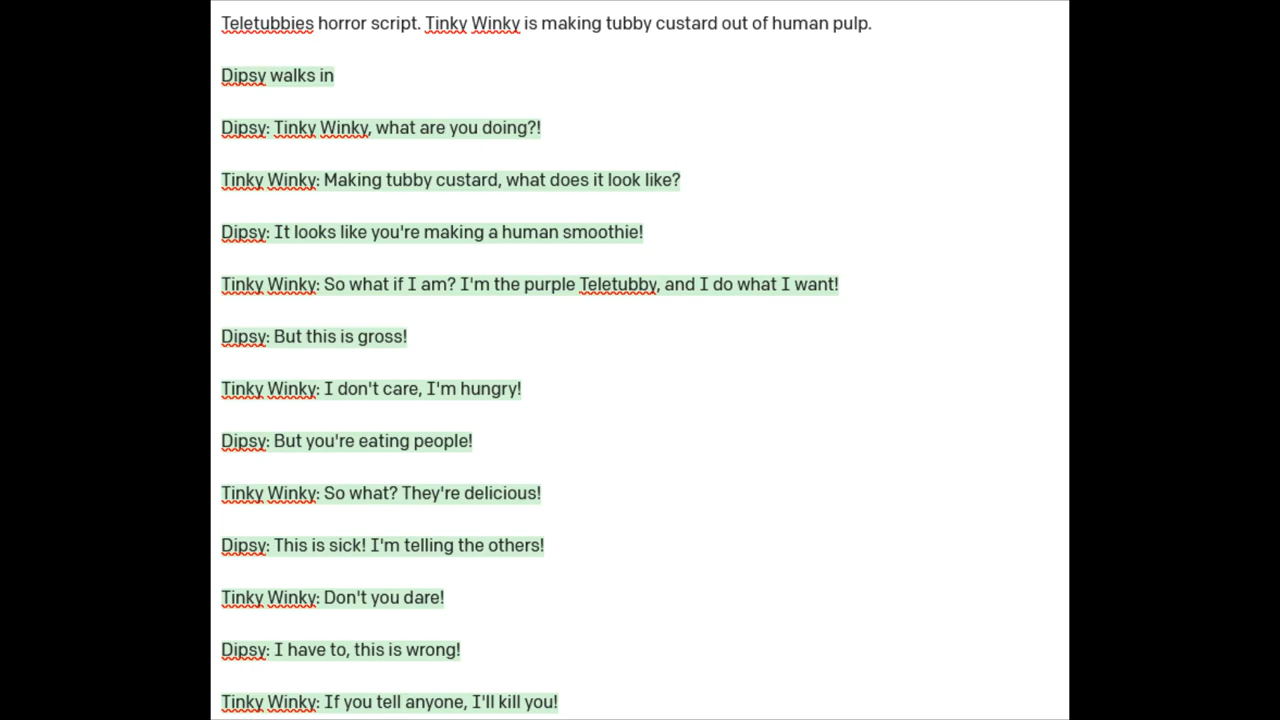 Teletubbies horror script. Tinky Winky is making tubby custard out of human pulp.
Dipsy walks in
Dipsy: Tinky Winky, what are you doing?!
Tinky Winky: Making tubby custard, what does it look like?
Dipsy: It looks like you're making a human smoothie!
Tinky Winky: So what if I am? I'm the purple Teletubby, and I do what I want!
Dipsy: But this is gross!
Tinky Winky: I don't care, I'm hungry!
Dipsy: But you're eating people!
Tinky Winky: So what? They're delicious!
Dipsy: This is sick! I'm telling the others!
Tinky Winky: Don't you dare!
Dipsy: I have to, this is wrong!
Tinky Winky: If you tell anyone, I'll kill you!